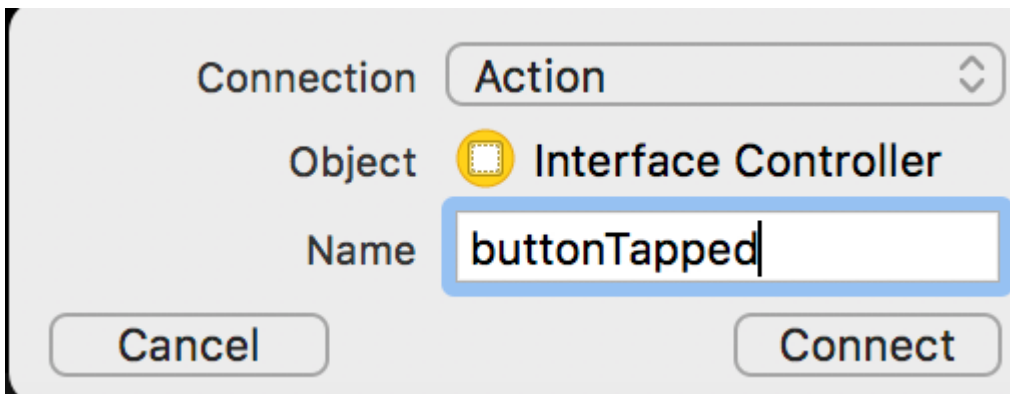 Connection Action
Object Interface Controller
Name buttonTapped
Cancel Connect